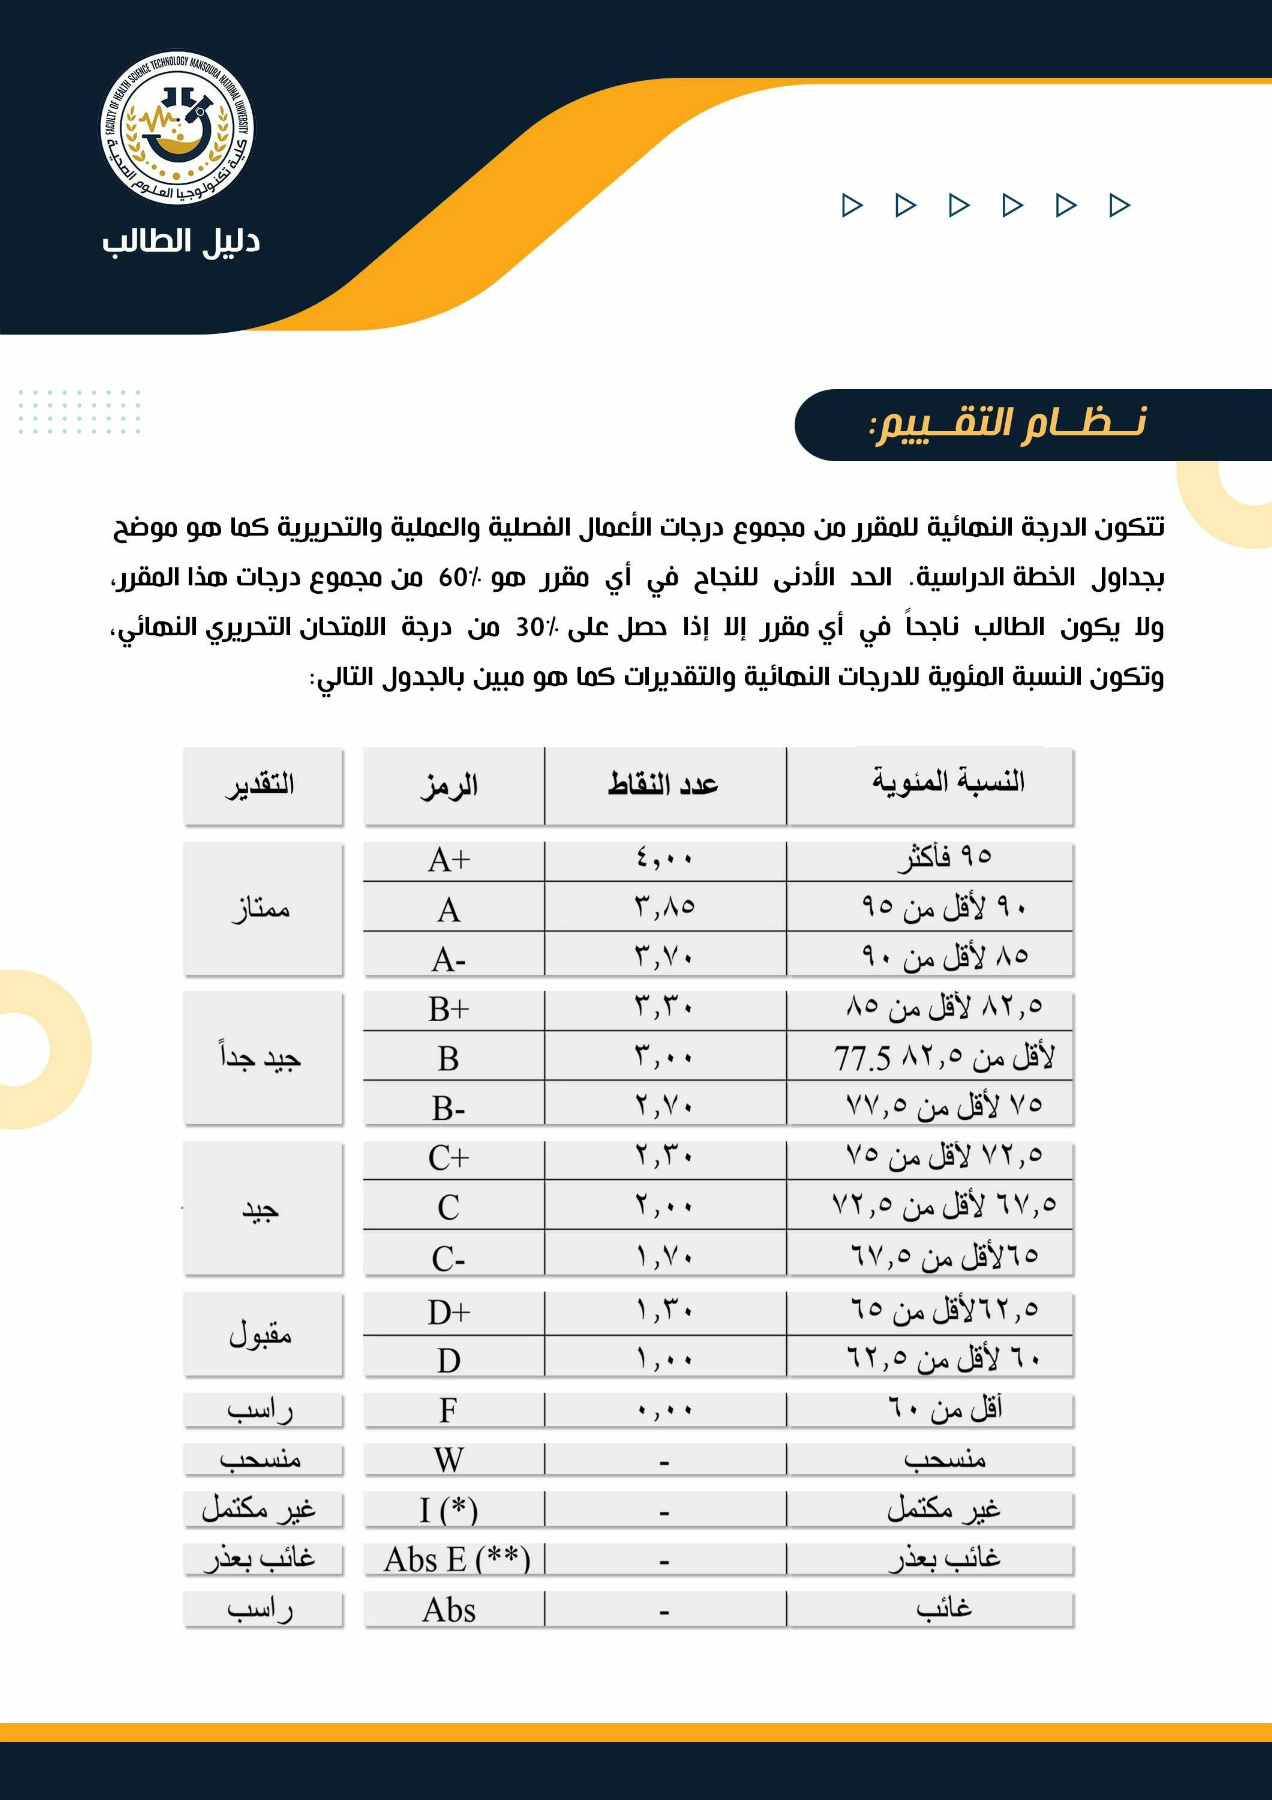 FACULTY OF HEALTH SCIENCE TECHNOLOGY MANSOURA NATIONAL UNIVERSITY
كلية تكنولوجيا العلوم الصحية
دليل الطالب
نـــظـــام التقـــييم:
تتكون الدرجة النهائية للمقرر من مجموع درجات الأعمال الفصلية والعملية والتحريرية كما هو موضح
بجداول الخطة الدراسية. الحد الأدنى للنجاح في أي مقرر هو 60٪ من مجموع درجات هذا المقرر،
ولا يكون الطالب ناجحاً في أي مقرر إلا إذا حصل على 30٪ من درجة الامتحان التحريري النهائي،
وتكون النسبة المئوية للدرجات النهائية والتقديرات كما هو مبين بالجدول التالي:
النسبة المئوية عدد النقاط الرمز التقدير
٩٥ فأكثر ٤,٠٠ A+
٩٠ لأقل من ٩٥ ٣,٨٥ A ممتاز
٨٥ لأقل من ٩٠ ٣,٧٠ A-
٨٢,٥ لأقل من ٨٥ ٣,٣٠ B+
لأقل من ٨٢,٥ 77.5 ٣,٠٠ B جيد جداً
٧٥ لأقل من ٧٧,٥ ٢,٧٠ B-
٧٢,٥ لأقل من ٧٥ ٢,٣٠ C+
٦٧,٥ لأقل من ٧٢,٥ ٢,٠٠ C جيد
٦٥لأقل من ٦٧,٥ ١,٧٠ C-
٦٢,٥لأقل من ٦٥ ١,٣٠ D+ مقبول
٦٠ لأقل من ٦٢,٥ ١,٠٠ D
أقل من ٦٠ ٠,٠٠ F راسب
منسحب - W منسحب
غير مكتمل - I (*) غير مكتمل
غائب بعذر - Abs E (**) غائب بعذر
غائب - Abs راسب